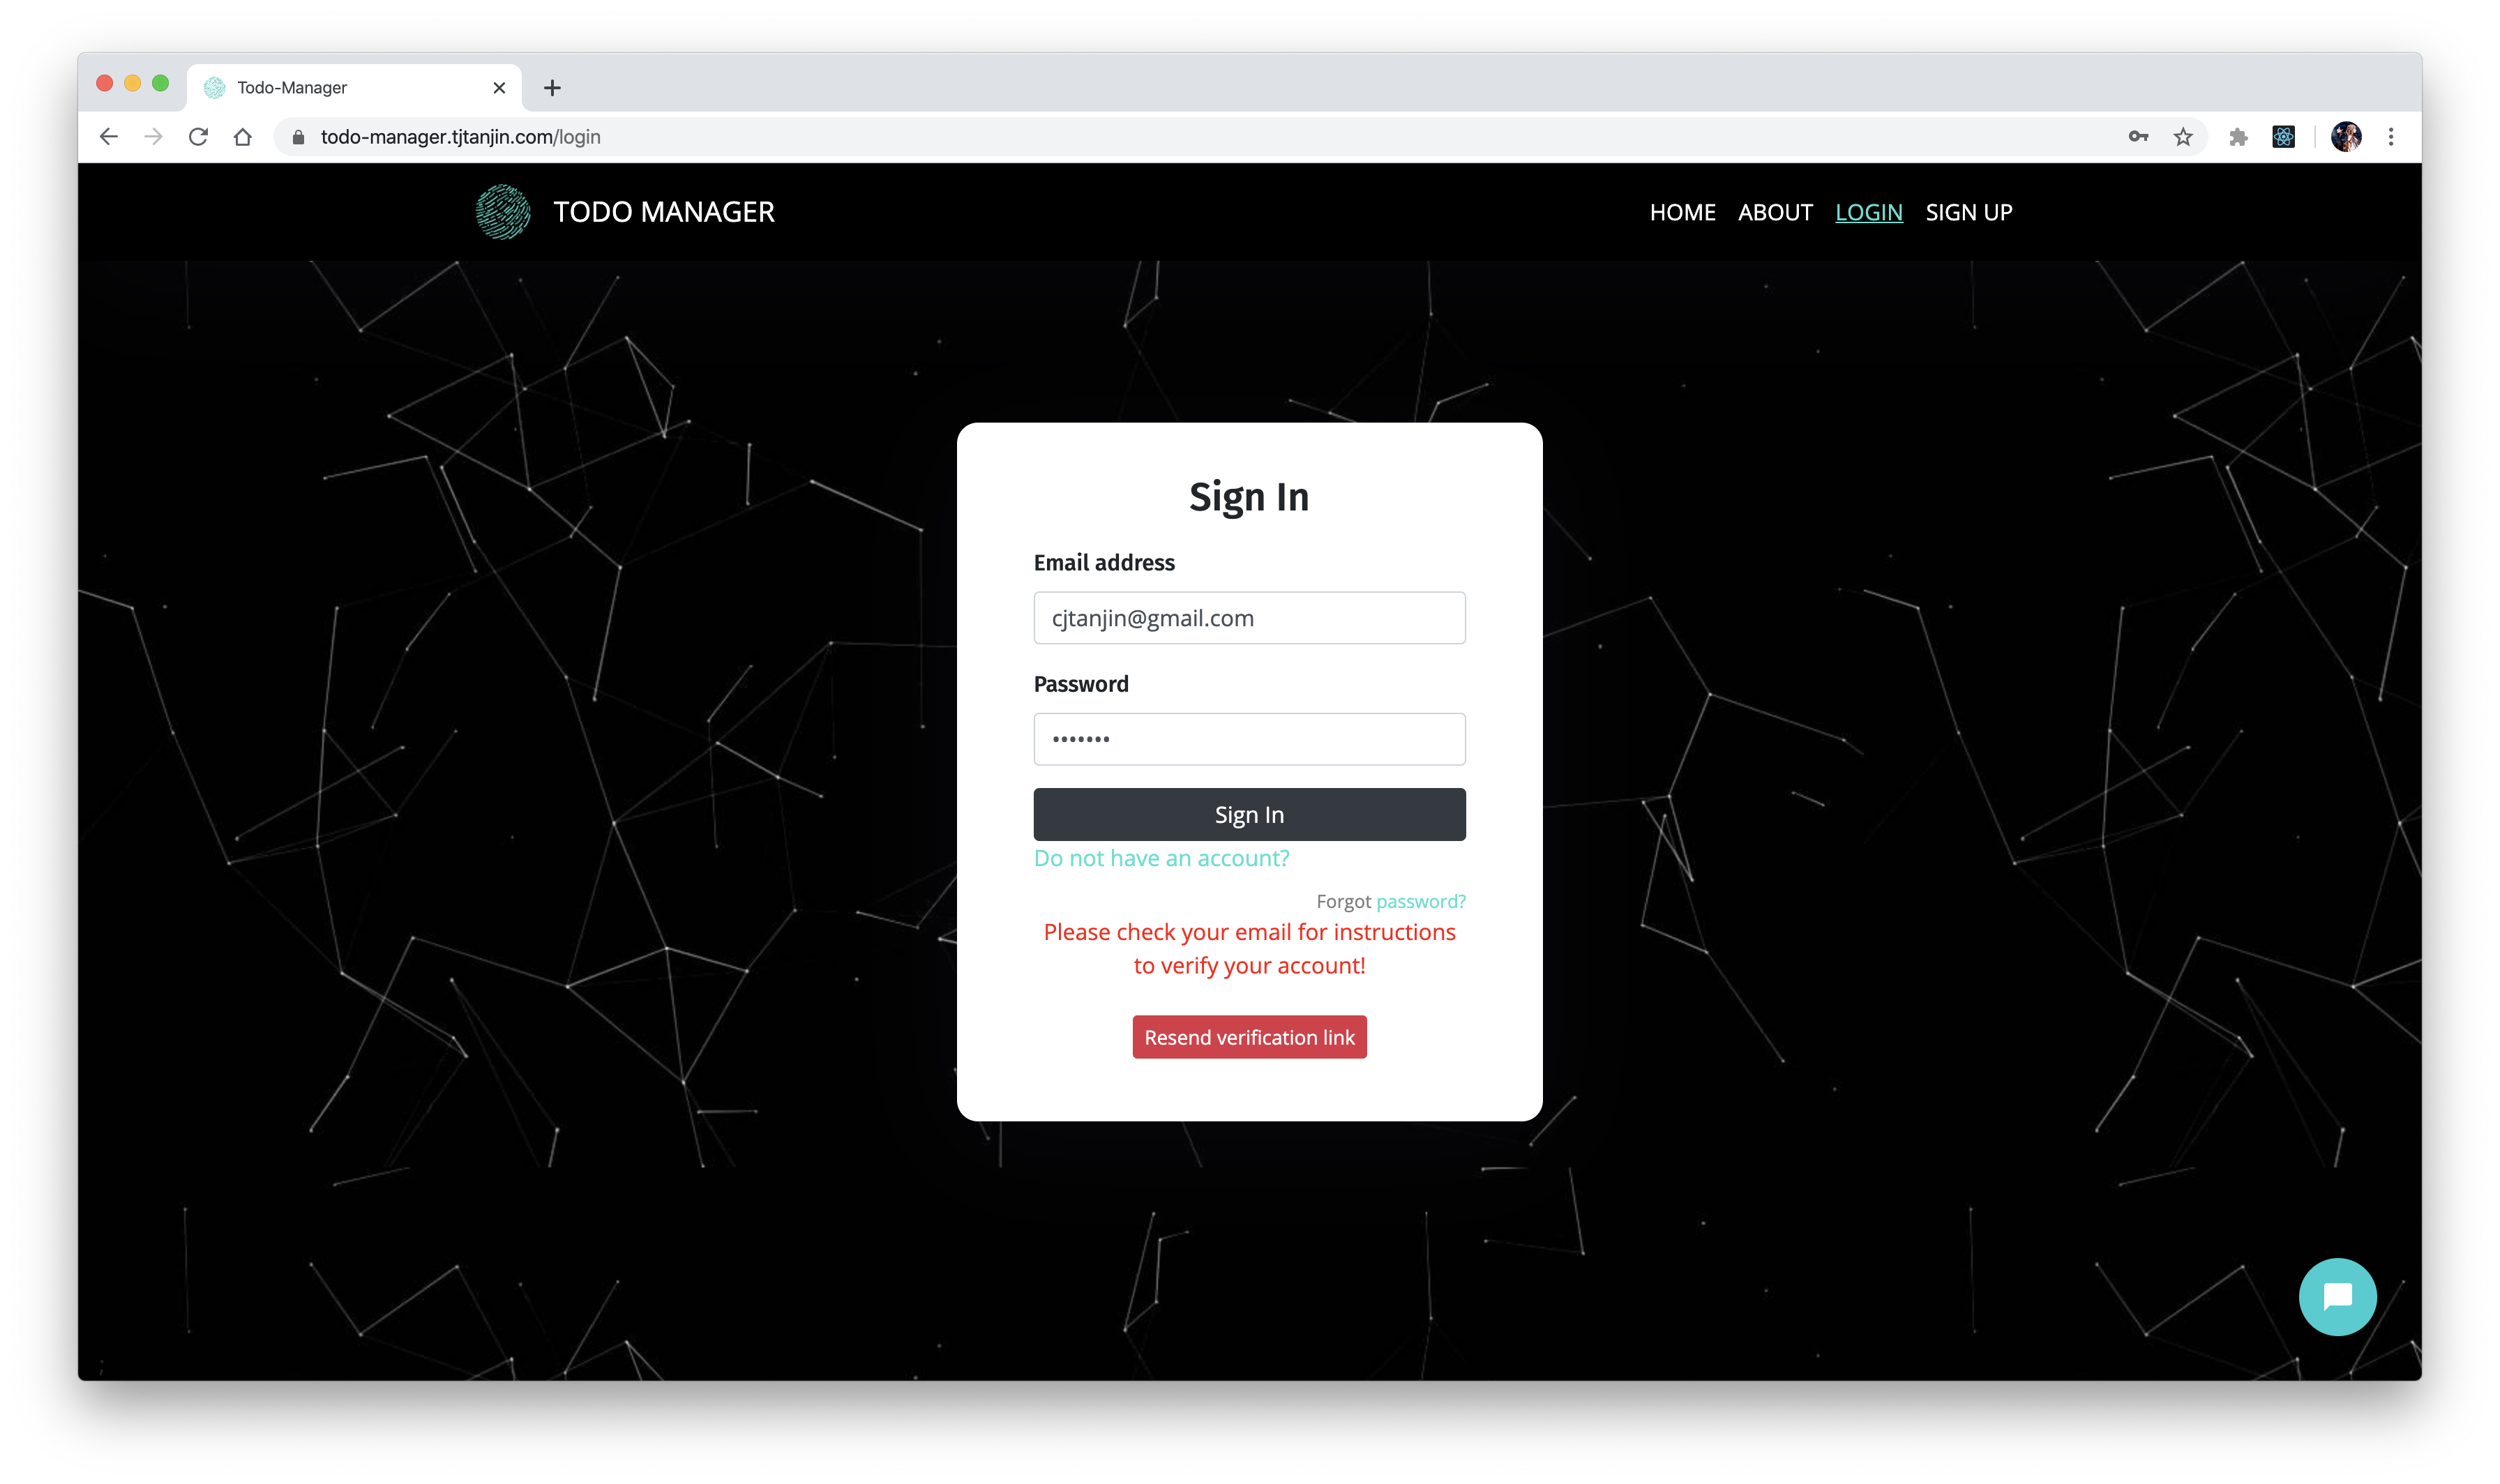 Todo-Manager
todo-manager.tjtanjin.com/login
TODO MANAGER
HOME ABOUT LOGIN SIGN UP
Sign In
Email address
cjtanjin@gmail.com
Password
•••••••
Sign In
Do not have an account?
Forgot password?
Please check your email for instructions
to verify your account!
Resend verification link